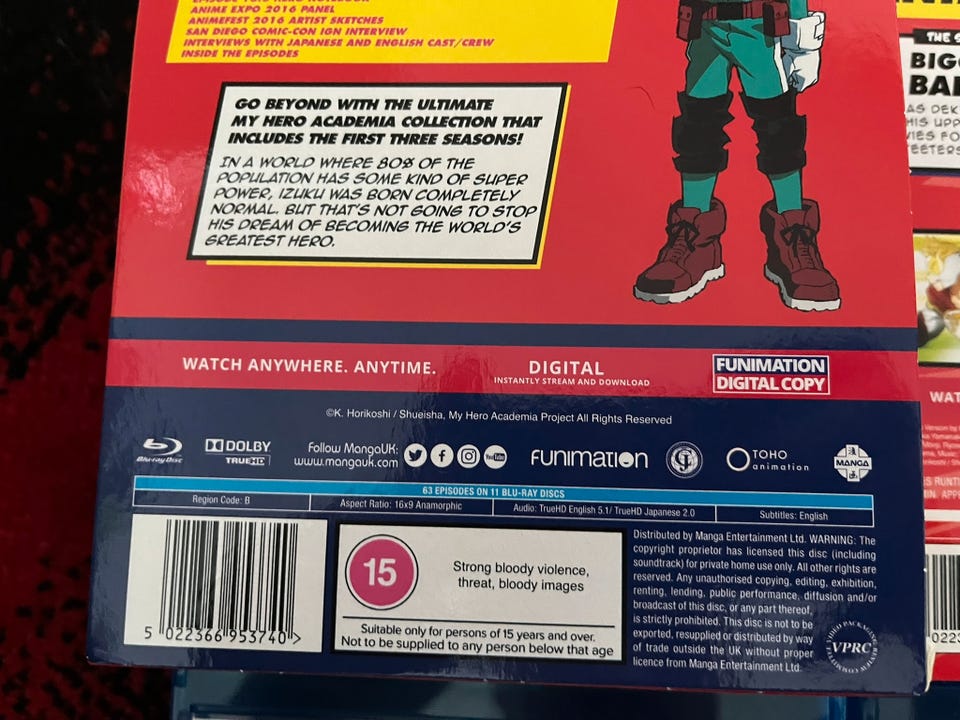 ANIME EXPO 2016 PANEL
ANIMEFEST 2016 ARTIST SKETCHES
SAN DIEGO COMIC-CON IGN INTERVIEW
INTERVIEWS WITH JAPANESE AND ENGLISH CAST/CREW
INSIDE THE EPISODES
GO BEYOND WITH THE ULTIMATE
MY HERO ACADEMIA COLLECTION THAT
INCLUDES THE FIRST THREE SEASONS!
IN A WORLD WHERE 80% OF THE
POPULATION HAS SOME KIND OF SUPER
POWER, IZUKU WAS BORN COMPLETELY
NORMAL. BUT THAT'S NOT GOING TO STOP
HIS DREAM OF BECOMING THE WORLD'S
GREATEST HERO.
WATCH ANYWHERE. ANYTIME.
DIGITAL
INSTANTLY STREAM AND DOWNLOAD
FUNIMATION
DIGITAL COPY
©K. Horikoshi / Shueisha, My Hero Academia Project All Rights Reserved
Blu-ray Disc
DOLBY
TRUEHD
Follow MangaUK:
www.mangauk.com
YouTube
FUNIMATION
TOHO
animation
MANGA
63 EPISODES ON 11 BLU-RAY DISCS
Region Code: B
Aspect Ratio: 16x9 Anamorphic
Audio: TrueHD English 5.1/ TrueHD Japanese 2.0
Subtitles: English
5 022366 953740 >
15
Strong bloody violence,
threat, bloody images
Suitable only for persons of 15 years and over.
Not to be supplied to any person below that age
Distributed by Manga Entertainment Ltd. WARNING: The
copyright proprietor has licensed this disc (including
soundtrack) for private home use only. All other rights are
reserved. Any unauthorised copying, editing, exhibition,
renting, lending, public performance, diffusion and/or
broadcast of this disc, or any part thereof,
is strictly prohibited. This disc is not to be
exported, resupplied or distributed by way
of trade outside the UK without proper
licence from Manga Entertainment Ltd.
VIDEO PACKAGING REVIEW COMMITTEE
VPRC
THE
BIG
AS DEK
HIS UPP
WAT